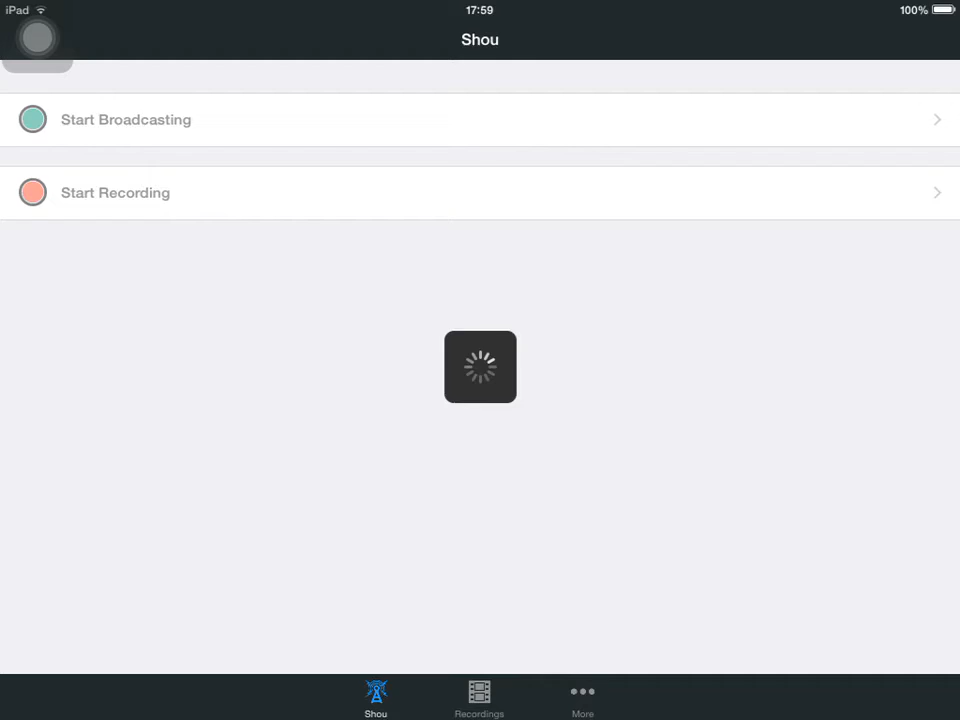 iPad 17:59 100%
Shou
Start Broadcasting
Start Recording
Shou Recordings More